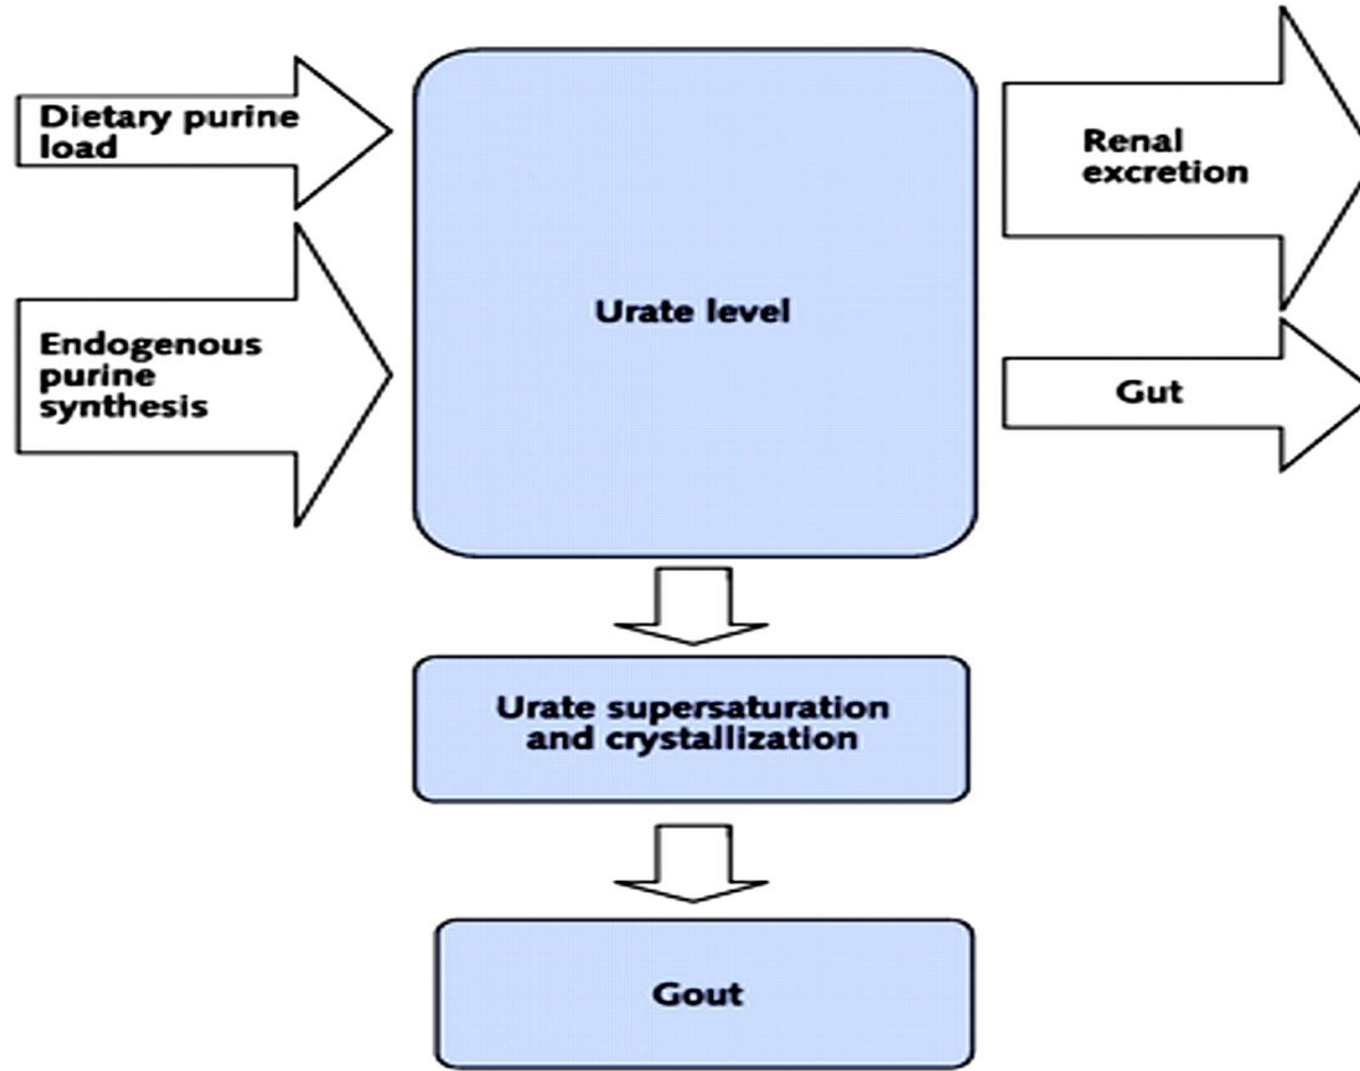 Dietary purine
load
Endogenous
purine
synthesis
Urate level
Renal
excretion
Gut
Urate supersaturation
and crystallization
Gout